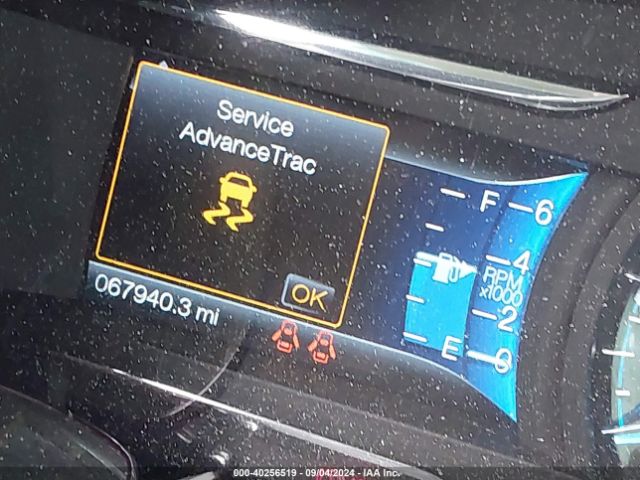 Service
AdvanceTrac
OK
067940.3 mi
F
E
6
4
RPM
x1000
2
0
000-40256519 - 09/04/2024 - IAA Inc.